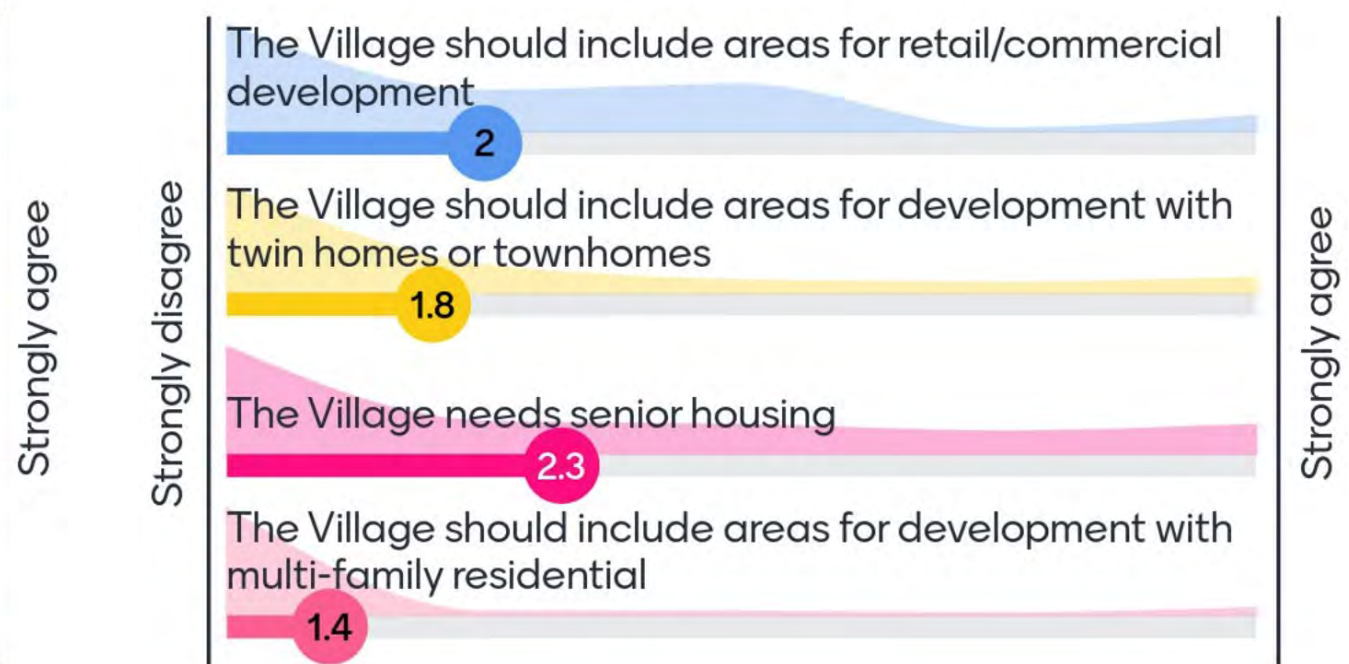 Strongly agree
Strongly disagree
The Village should include areas for retail/commercial
development
2
The Village should include areas for development with
twin homes or townhomes
1.8
The Village needs senior housing
2.3
The Village should include areas for development with
multi-family residential
1.4
Strongly agree